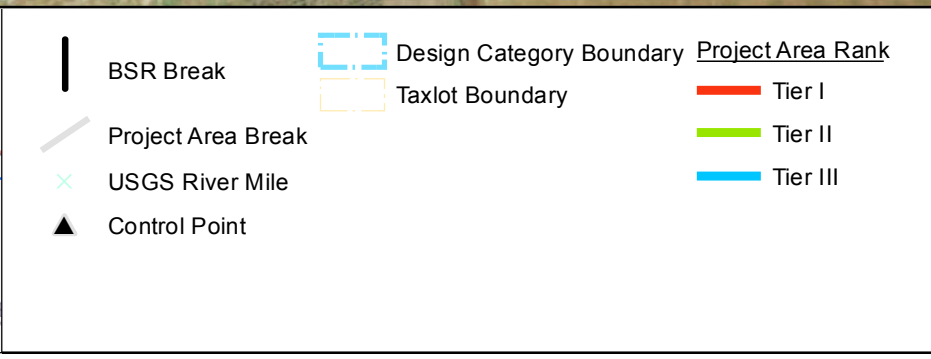 BSR Break
Project Area Break
USGS River Mile
Control Point
Design Category Boundary
Taxlot Boundary
Project Area Rank
Tier I
Tier II
Tier III